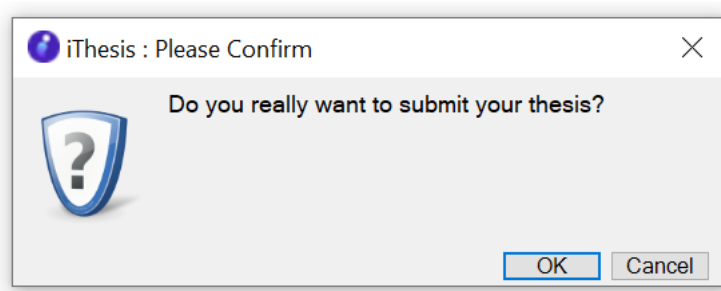 iThesis : Please Confirm
Do you really want to submit your thesis?
OK Cancel